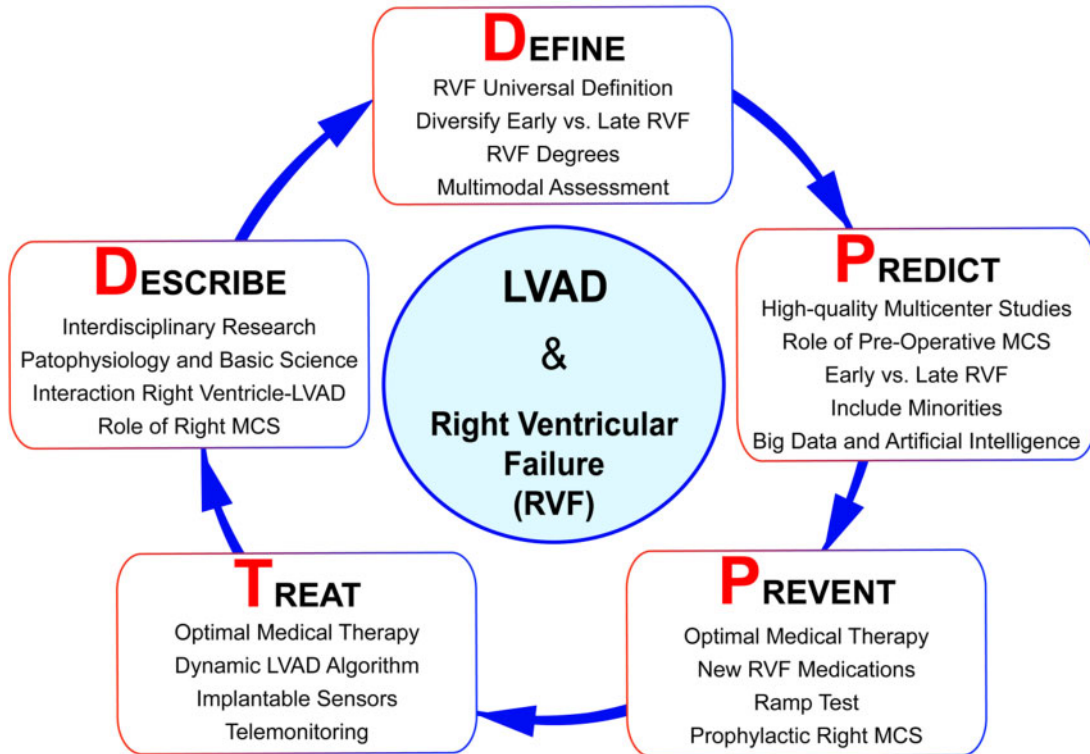 DEFINE
RVF Universal Definition
Diversify Early vs. Late RVF
RVF Degrees
Multimodal Assessment
PREDICT
High-quality Multicenter Studies
Role of Pre-Operative MCS
Early vs. Late RVF
Include Minorities
Big Data and Artificial Intelligence
PREVENT
Optimal Medical Therapy
New RVF Medications
Ramp Test
Prophylactic Right MCS
TREAT
Optimal Medical Therapy
Dynamic LVAD Algorithm
Implantable Sensors
Telemonitoring
DESCRIBE
Interdisciplinary Research
Patophysiology and Basic Science
Interaction Right Ventricle-LVAD
Role of Right MCS
LVAD
&
Right Ventricular
Failure
(RVF)